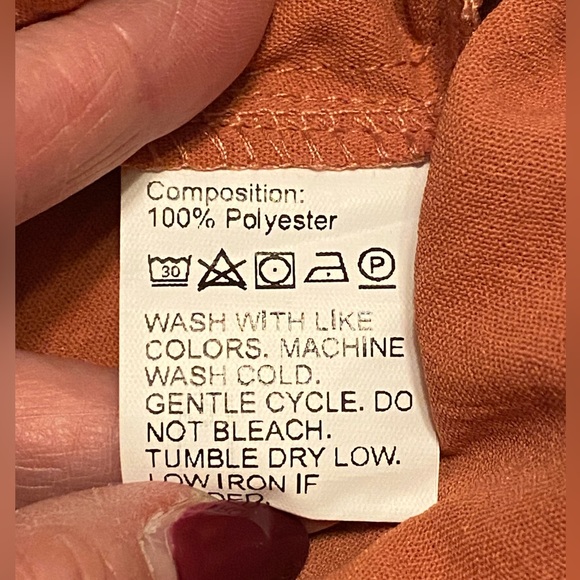 Composition:
100% Polyester
30 P
WASH WITH LIKE
COLORS. MACHINE
WASH COLD.
GENTLE CYCLE. DO
NOT BLEACH.
TUMBLE DRY LOW.
LOW IRON IF